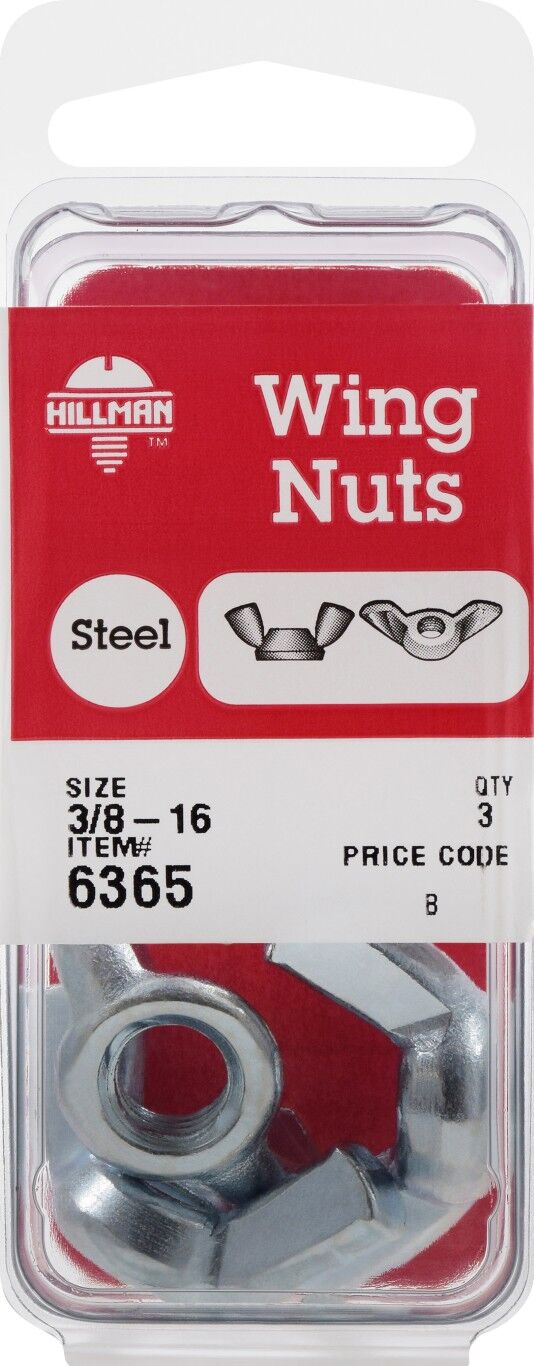 HILLMAN
TM
Wing
Nuts
Steel
SIZE
3/8-16
QTY
3
ITEM#
6365
PRICE CODE
B